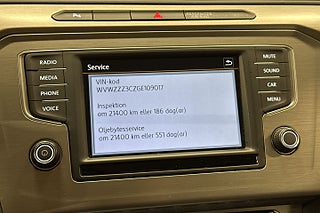 RADIO
MEDIA
PHONE
VOICE
MUTE
SOUND
CAR
MENU
Service
VIN-kod
WVWZZZ3CZGE109017
Inspektion
om 21400 km eller 186 dag(ar)
Oljebytesservice
om 21400 km eller 551 dag(ar)